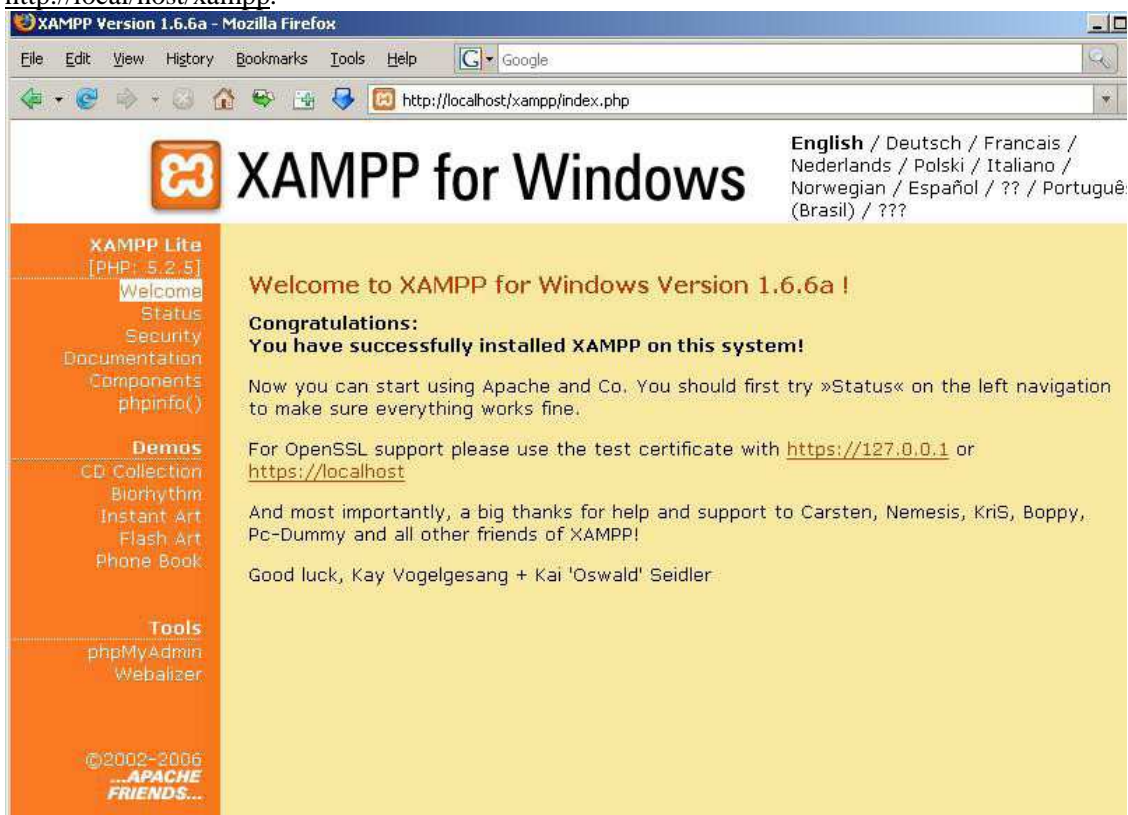 http://local/host/xampp.
XAMPP Version 1.6.6a - Mozilla Firefox
File Edit View History Bookmarks Tools Help G Google
http://localhost/xampp/index.php
XAMPP for Windows
English / Deutsch / Francais /
Nederlands / Polski / Italiano /
Norwegian / Español / ?? / Português
(Brasil) / ???
XAMPP Lite
[PHP: 5.2.5]
Welcome
Status
Security
Documentation
Components
phpinfo()
Demos
CD Collection
Biorhythm
Instant Art
Flash Art
Phone Book
Tools
phpMyAdmin
Webalizer
©2002-2006
...APACHE
FRIENDS...
Welcome to XAMPP for Windows Version 1.6.6a !
Congratulations:
You have successfully installed XAMPP on this system!
Now you can start using Apache and Co. You should first try »Status« on the left navigation
to make sure everything works fine.
For OpenSSL support please use the test certificate with https://127.0.0.1 or
https://localhost
And most importantly, a big thanks for help and support to Carsten, Nemesis, KriS, Boppy,
Pc-Dummy and all other friends of XAMPP!
Good luck, Kay Vogelgesang + Kai 'Oswald' Seidler